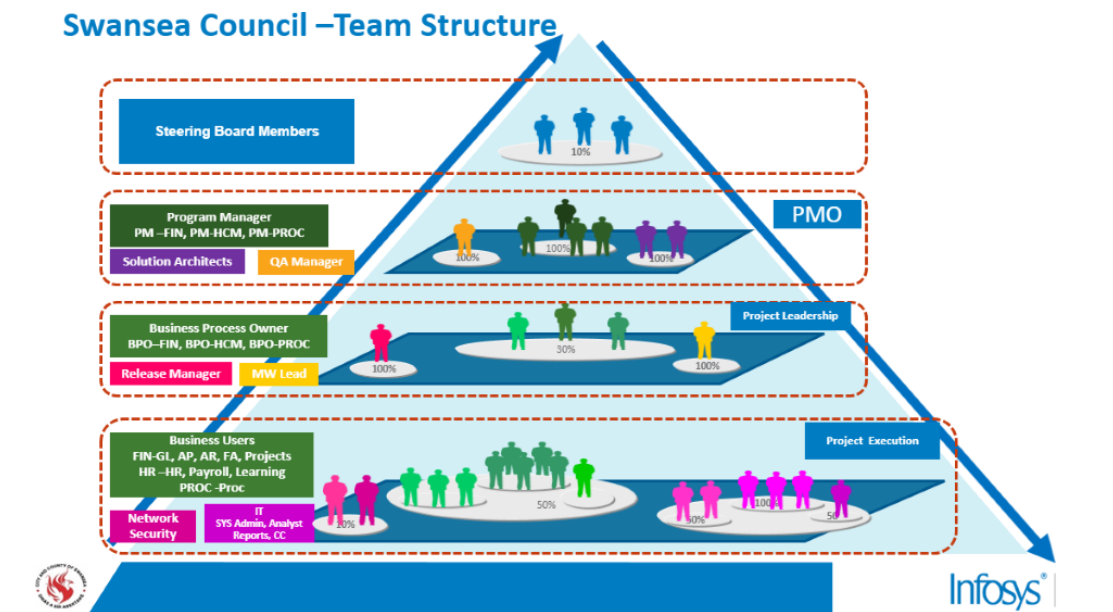 Swansea Council –Team Structure
Steering Board Members
10%
Program Manager
PM –FIN, PM-HCM, PM-PROC
Solution Architects
QA Manager
PMO
100%
100%
100%
Business Process Owner
BPO–FIN, BPO-HCM, BPO-PROC
Release Manager
MW Lead
Project Leadership
100%
30%
100%
Business Users
FIN-GL, AP, AR, FA, Projects
HR –HR, Payroll, Learning
PROC -Proc
Network
Security
IT
SYS Admin, Analyst
Reports, CC
Project Execution
50%
100%
Infosys®